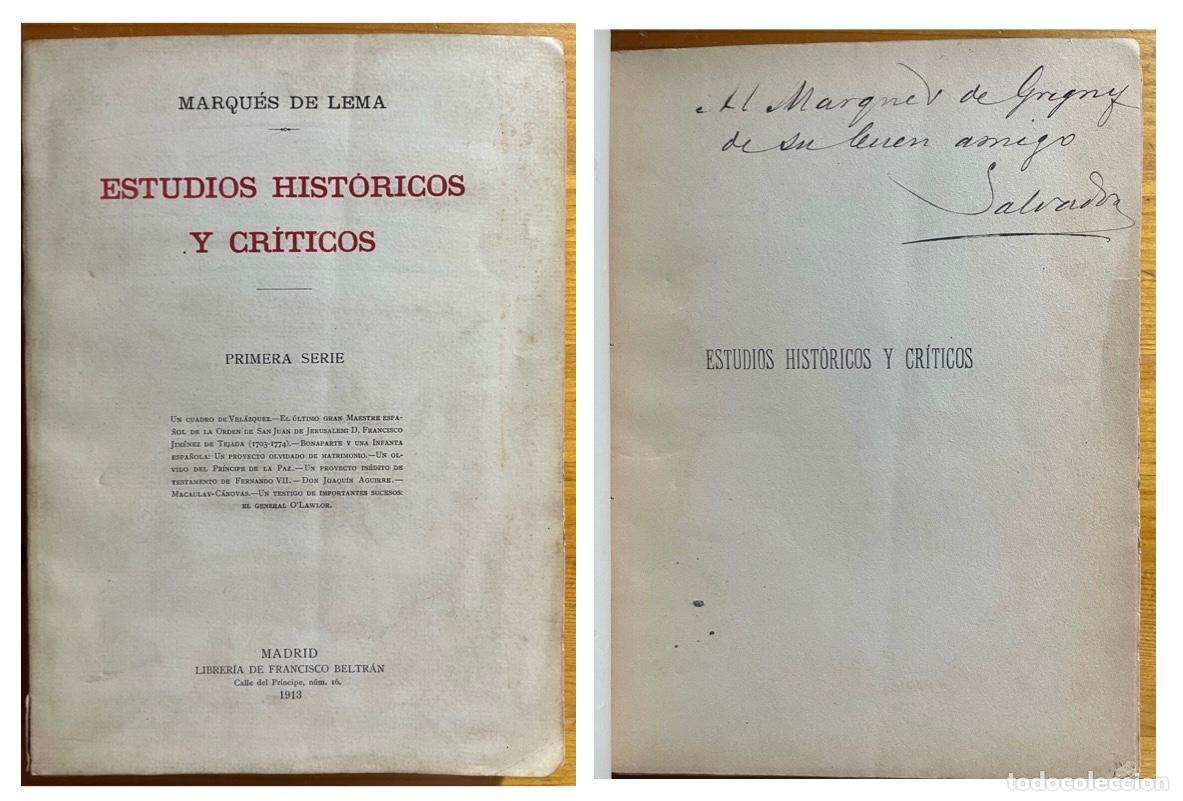 MARQUÉS DE LEMA
ESTUDIOS HISTÓRICOS
Y CRÍTICOS
PRIMERA SERIE
UN CUADRO DE VELÁZQUEZ.—EL ÚLTIMO GRAN MAESTRE ESPA-
ÑOL DE LA ORDEN DE SAN JUAN DE JERUSALEM: D. FRANCISCO
JIMÉNEZ DE TEJADA (1703-1774).—BONAPARTE Y UNA INFANTA
ESPAÑOLA: UN PROYECTO OLVIDADO DE MATRIMONIO.—UN OL-
VIDO DEL PRÍNCIPE DE LA PAZ.—UN PROYECTO INÉDITO DE
TESTAMENTO DE FERNANDO VII.—DON JOAQUÍN AGUIRRE.—
MACAULAY-CÁNOVAS.—UN TESTIGO DE IMPORTANTES SUCESOS:
EL GENERAL O'LAWLOR.
MADRID
LIBRERÍA DE FRANCISCO BELTRÁN
Calle del Príncipe, núm. 16.
1913
Al Marqués de Grigny
de su buen amigo
Salvador
ESTUDIOS HISTÓRICOS Y CRÍTICOS
todocoleccion